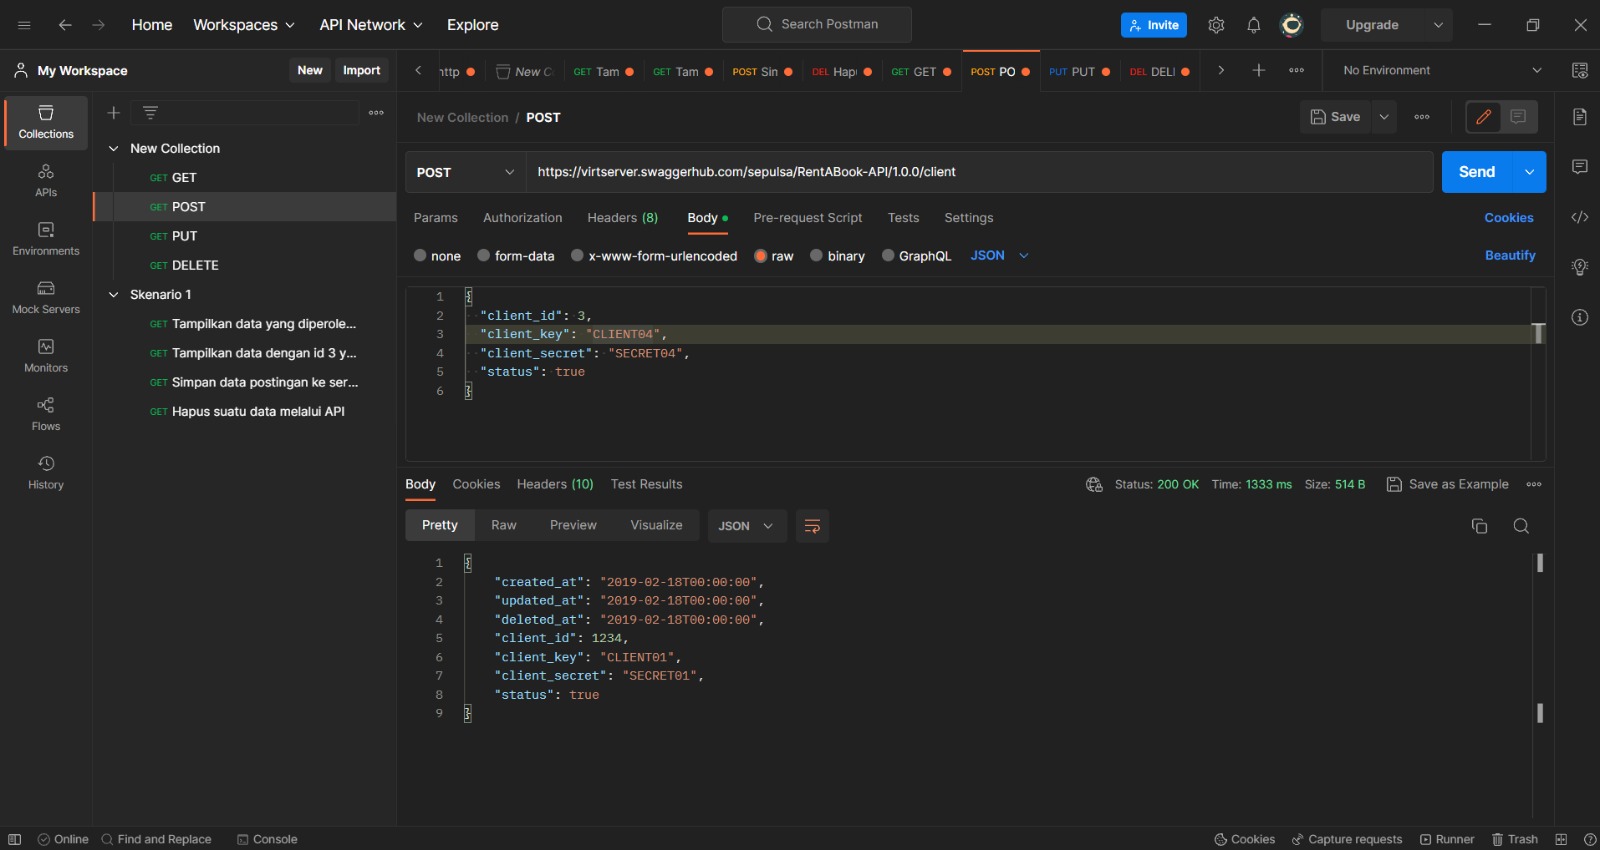 Home Workspaces API Network Explore Search Postman Invite Upgrade
My Workspace New Import
http New C GET Tam GET Tam POST Sin DEL Hap GET GET POST PO PUT PUT DEL DELI No Environment
Collections
APIs
Environments
Mock Servers
Monitors
Flows
History
New Collection
GET GET
GET POST
GET PUT
GET DELETE
Skenario 1
GET Tampilkan data yang diperole...
GET Tampilkan data dengan id 3 y...
GET Simpan data postingan ke ser...
GET Hapus suatu data melalui API
New Collection / POST Save
POST https://virtserver.swaggerhub.com/sepulsa/RentABook-API/1.0.0/client Send
Params Authorization Headers (8) Body Pre-request Script Tests Settings Cookies
none form-data x-www-form-urlencoded raw binary GraphQL JSON Beautify
1 {
2 "client_id": 3,
3 "client_key": "CLIENT04",
4 "client_secret": "SECRET04",
5 "status": true
6 }
Body Cookies Headers (10) Test Results Status: 200 OK Time: 1333 ms Size: 514 B Save as Example
Pretty Raw Preview Visualize JSON
1 {
2 "created_at": "2019-02-18T00:00:00",
3 "updated_at": "2019-02-18T00:00:00",
4 "deleted_at": "2019-02-18T00:00:00",
5 "client_id": 1234,
6 "client_key": "CLIENT01",
7 "client_secret": "SECRET01",
8 "status": true
9 }
Online Find and Replace Console Cookies Capture requests Runner Trash